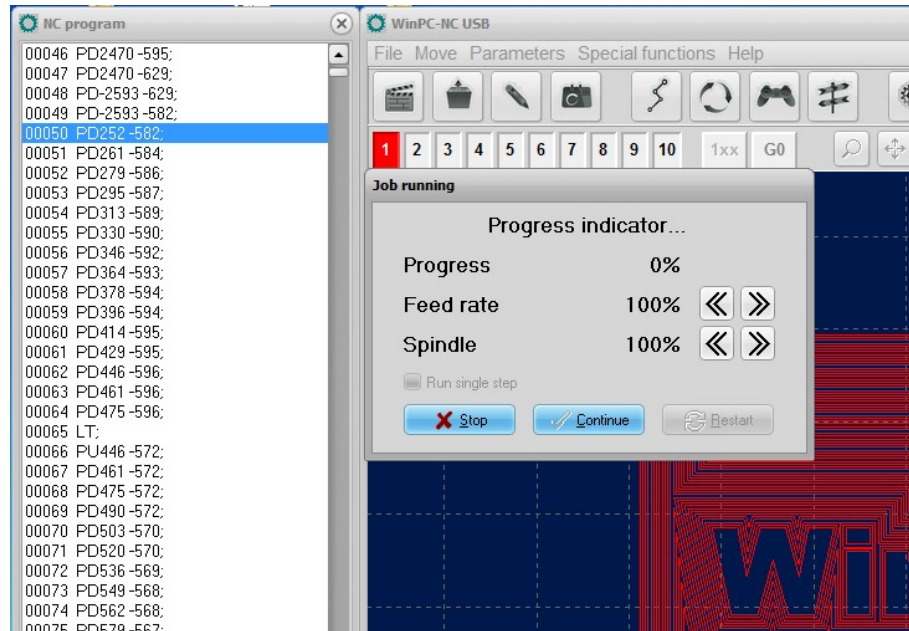 NC program
00046 PD2470 -595;
00047 PD2470 -629;
00048 PD-2593 -629;
00049 PD-2593 -582;
00050 PD252 -582;
00051 PD261 -584;
00052 PD279 -586;
00053 PD295 -587;
00054 PD313 -589;
00055 PD330 -590;
00056 PD346 -592;
00057 PD364 -593;
00058 PD378 -594;
00059 PD396 -594;
00060 PD414 -595;
00061 PD429 -595;
00062 PD446 -596;
00063 PD461 -596;
00064 PD475 -596;
00065 LT;
00066 PU446 -572;
00067 PD461 -572;
00068 PD475 -572;
00069 PD490 -572;
00070 PD503 -570;
00071 PD520 -570;
00072 PD536 -569;
00073 PD549 -568;
00074 PD562 -568;
00075 PD579 -567;
WinPC-NC USB
File Move Parameters Special functions Help
1 2 3 4 5 6 7 8 9 10 1xx G0
Job running
Progress indicator...
Progress 0%
Feed rate 100%
Spindle 100%
Run single step
Stop Continue Restart
Win